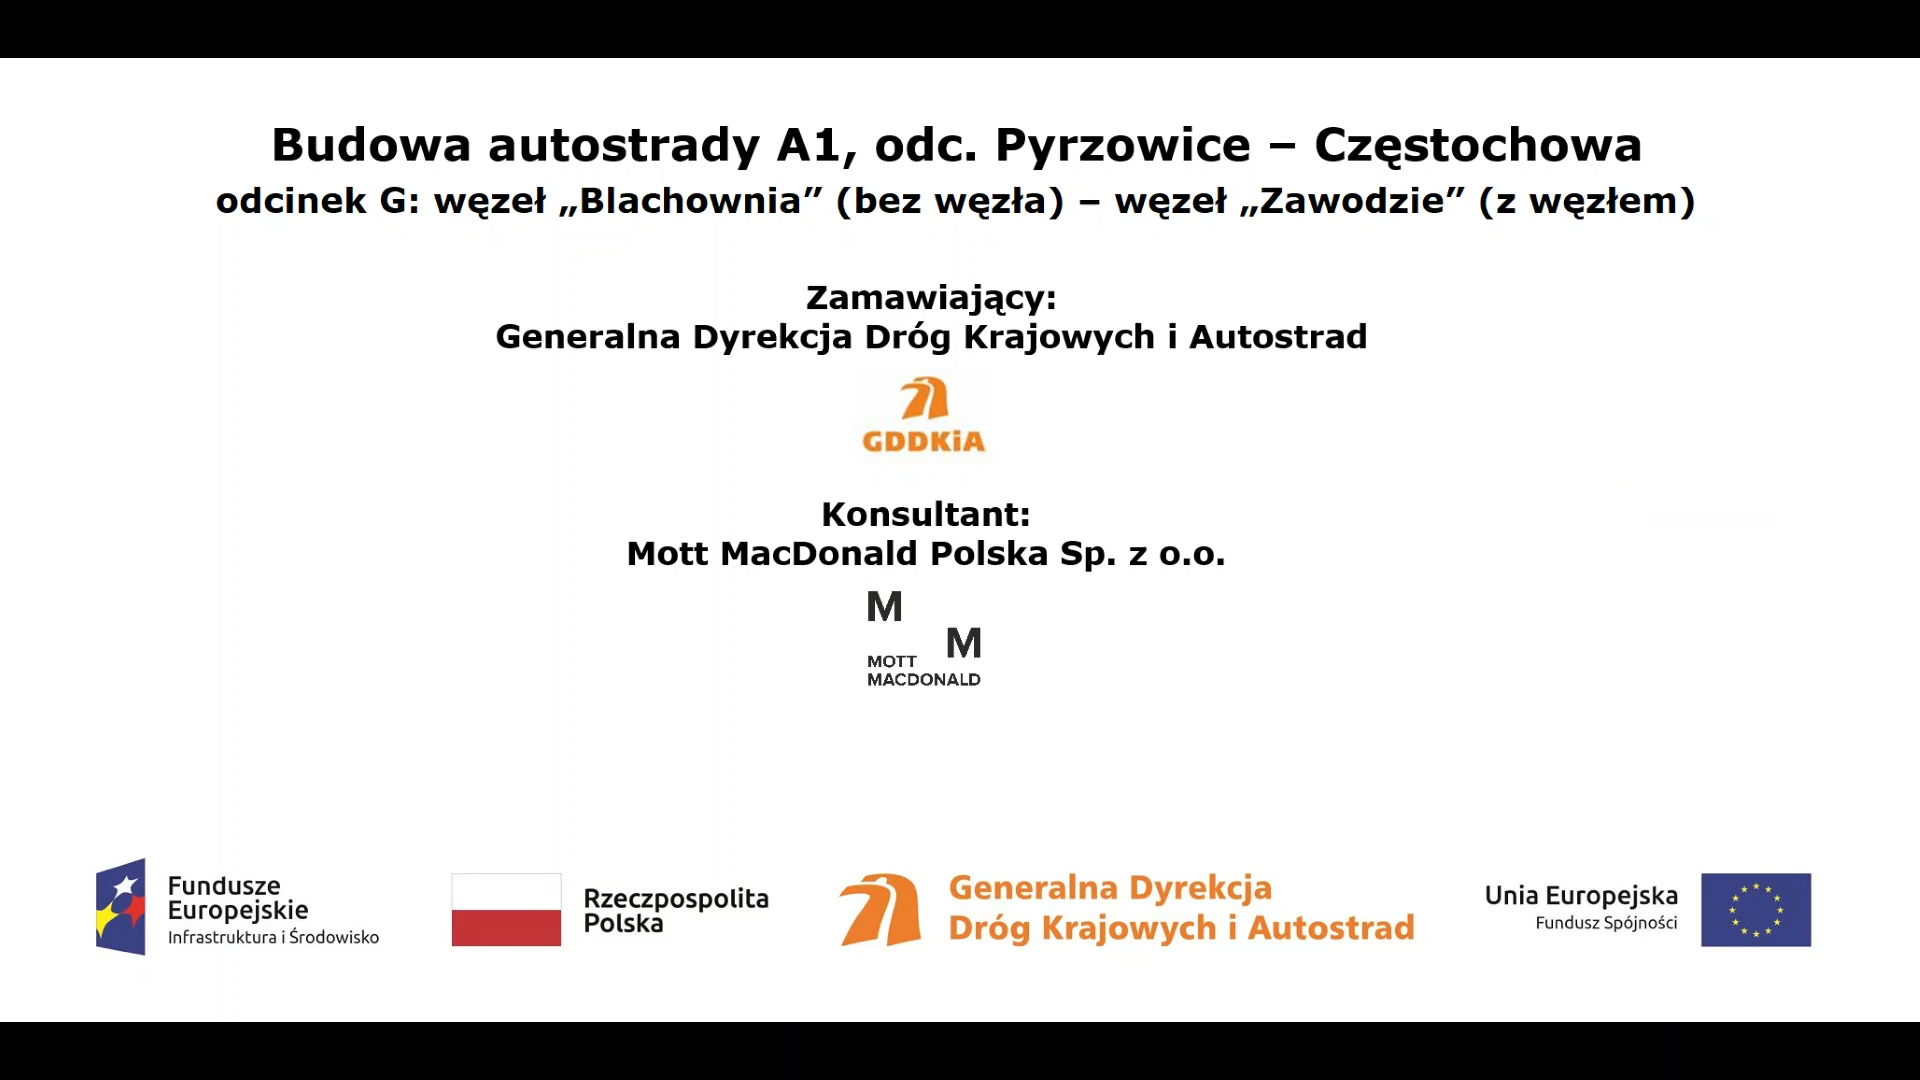 Budowa autostrady A1, odc. Pyrzowice – Częstochowa
odcinek G: węzeł „Blachownia” (bez węzła) – węzeł „Zawodzie” (z węzłem)
Zamawiający:
Generalna Dyrekcja Dróg Krajowych i Autostrad
GDDKiA
Konsultant:
Mott MacDonald Polska Sp. z o.o.
M
M
MOTT
MACDONALD
Fundusze
Europejskie
Infrastruktura i Środowisko
Rzeczpospolita
Polska
Generalna Dyrekcja
Dróg Krajowych i Autostrad
Unia Europejska
Fundusz Spójności